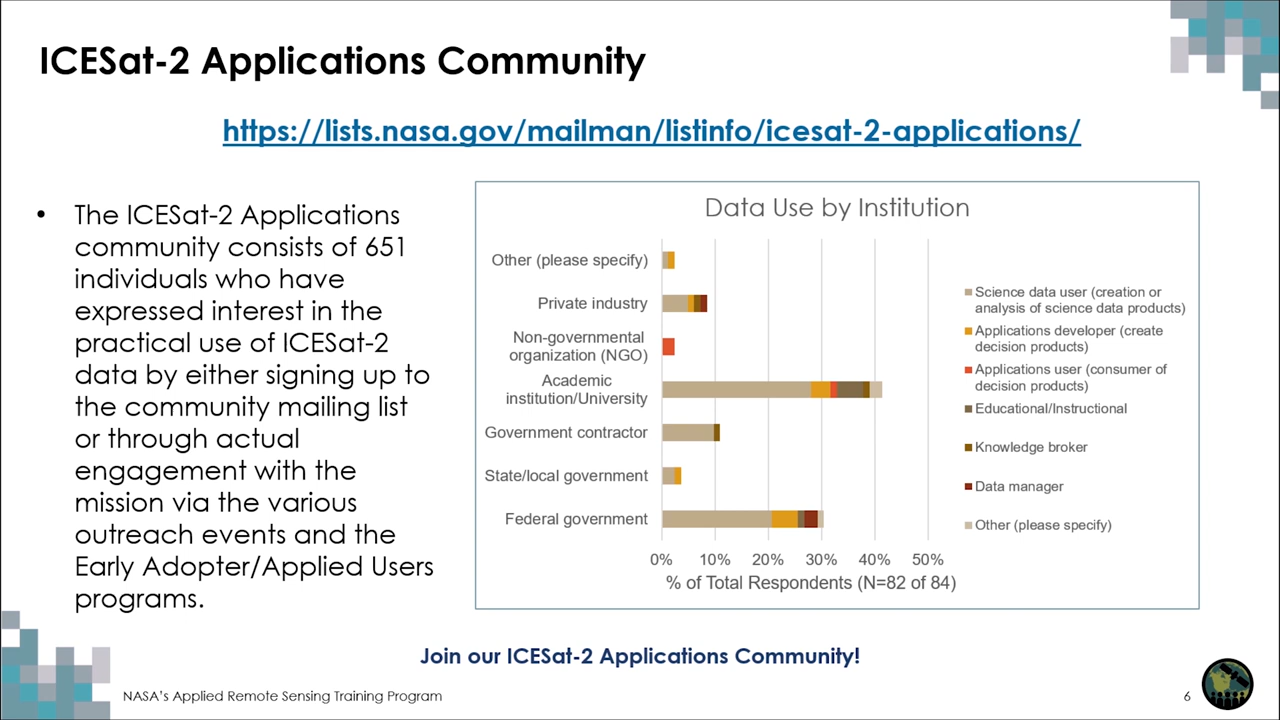 ICESat-2 Applications Community
https://lists.nasa.gov/mailman/listinfo/icesat-2-applications/
• The ICESat-2 Applications
community consists of 651
individuals who have
expressed interest in the
practical use of ICESat-2
data by either signing up to
the community mailing list
or through actual
engagement with the
mission via the various
outreach events and the
Early Adopter/Applied Users
programs.
Data Use by Institution
Other (please specify)
Private industry
Non-governmental
organization (NGO)
Academic
institution/University
Government contractor
State/local government
Federal government
0% 10% 20% 30% 40% 50%
% of Total Respondents (N=82 of 84)
Science data user (creation or
analysis of science data products)
Applications developer (create
decision products)
Applications user (consumer of
decision products)
Educational/Instructional
Knowledge broker
Data manager
Other (please specify)
Join our ICESat-2 Applications Community!
NASA's Applied Remote Sensing Training Program
6